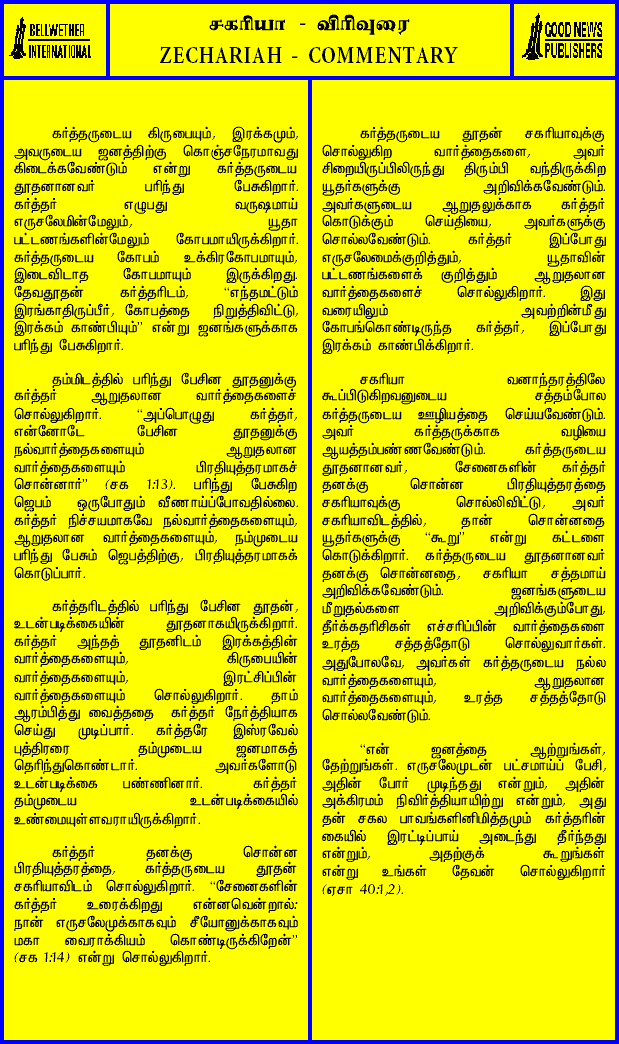 BELLWETHER
INTERNATIONAL
சகரியா - விரிவுரை
ZECHARIAH - COMMENTARY
GOOD NEWS
PUBLISHERS
கர்த்தருடைய கிருபையும், இரக்கமும்,
அவருடைய ஜனத்திற்கு கொஞ்சநேரமாவது
கிடைக்கவேண்டும் என்று கர்த்தருடைய
தூதனானவர் பரிந்து பேசுகிறார்.
கர்த்தர் எழுபது வருஷமாய்
எருசலேமின்மேலும், யூதா
பட்டணங்களின்மேலும் கோபமாயிருக்கிறார்.
கர்த்தருடைய கோபம் உக்கிரகோபமாயும்,
இடைவிடாத கோபமாயும் இருக்கிறது.
தேவதூதன் கர்த்தரிடம், “எந்தமட்டும்
இரங்காதிருப்பீர், கோபத்தை நிறுத்திவிட்டு,
இரக்கம் காண்பியும்” என்று ஜனங்களுக்காக
பரிந்து பேசுகிறார்.
தம்மிடத்தில் பரிந்து பேசின தூதனுக்கு
கர்த்தர் ஆறுதலான வார்த்தைகளைச்
சொல்லுகிறார். “அப்பொழுது கர்த்தர்,
என்னோடே பேசின தூதனுக்கு
நல்வார்த்தைகளையும் ஆறுதலான
வார்த்தைகளையும் பிரதியுத்தரமாகச்
சொன்னார்” (சக 1:13). பரிந்து பேசுகிற
ஜெபம் ஒருபோதும் வீணாய்ப்போவதில்லை.
கர்த்தர் நிச்சயமாகவே நல்வார்த்தைகளையும்,
ஆறுதலான வார்த்தைகளையும், நம்முடைய
பரிந்து பேசும் ஜெபத்திற்கு, பிரதியுத்தரமாகக்
கொடுப்பார்.
கர்த்தரிடத்தில் பரிந்து பேசின தூதன்,
உடன்படிக்கையின் தூதனாகயிருக்கிறார்.
கர்த்தர் அந்தத் தூதனிடம் இரக்கத்தின்
வார்த்தைகளையும், கிருபையின்
வார்த்தைகளையும், இரட்சிப்பின்
வார்த்தைகளையும் சொல்லுகிறார். தாம்
ஆரம்பித்து வைத்ததை கர்த்தர் நேர்த்தியாக
செய்து முடிப்பார். கர்த்தரே இஸ்ரவேல்
புத்திரரை தம்முடைய ஜனமாகத்
தெரிந்துகொண்டார். அவர்களோடு
உடன்படிக்கை பண்ணினார். கர்த்தர்
தம்முடைய உடன்படிக்கையில்
உண்மையுள்ளவராயிருக்கிறார்.
கர்த்தர் தனக்கு சொன்ன
பிரதியுத்தரத்தை, கர்த்தருடைய தூதன்
சகரியாவிடம் சொல்லுகிறார். “சேனைகளின்
கர்த்தர் உரைக்கிறது என்னவென்றால்:
நான் எருசலேமுக்காகவும் சீயோனுக்காகவும்
மகா வைராக்கியம் கொண்டிருக்கிறேன்”
(சக 1:14) என்று சொல்லுகிறார்.
கர்த்தருடைய தூதன் சகரியாவுக்கு
சொல்லுகிற வார்த்தைகளை, அவர்
சிறையிருப்பிலிருந்து திரும்பி வந்திருக்கிற
யூதர்களுக்கு அறிவிக்கவேண்டும்.
அவர்களுடைய ஆறுதலுக்காக கர்த்தர்
கொடுக்கும் செய்தியை, அவர்களுக்கு
சொல்லவேண்டும். கர்த்தர் இப்போது
எருசலேமைக்குறித்தும், யூதாவின்
பட்டணங்களைக் குறித்தும் ஆறுதலான
வார்த்தைகளைச் சொல்லுகிறார். இது
வரையிலும் அவற்றின்மீது
கோபங்கொண்டிருந்த கர்த்தர், இப்போது
இரக்கம் காண்பிக்கிறார்.
சகரியா வனாந்தரத்திலே
கூப்பிடுகிறவனுடைய சத்தம்போல
கர்த்தருடைய ஊழியத்தை செய்யவேண்டும்.
அவர் கர்த்தருக்காக வழியை
ஆயத்தம்பண்ணவேண்டும். கர்த்தருடைய
தூதனானவர், சேனைகளின் கர்த்தர்
தனக்கு சொன்ன பிரதியுத்தரத்தை
சகரியாவுக்கு சொல்லிவிட்டு, அவர்
சகரியாவிடத்தில், தான் சொன்னதை
யூதர்களுக்கு “கூறு” என்று கட்டளை
கொடுக்கிறார். கர்த்தருடைய தூதனானவர்
தனக்கு சொன்னதை, சகரியா சத்தமாய்
அறிவிக்கவேண்டும். ஜனங்களுடைய
மீறுதல்களை அறிவிக்கும்போது,
தீர்க்கதரிசிகள் எச்சரிப்பின் வார்த்தைகளை
உரத்த சத்தத்தோடு சொல்லுவார்கள்.
அதுபோலவே, அவர்கள் கர்த்தருடைய நல்ல
வார்த்தைகளையும், ஆறுதலான
வார்த்தைகளையும், உரத்த சத்தத்தோடு
சொல்லவேண்டும்.
“என் ஜனத்தை ஆற்றுங்கள்,
தேற்றுங்கள். எருசலேமுடன் பட்சமாய்ப் பேசி,
அதின் போர் முடிந்தது என்றும், அதின்
அக்கிரமம் நிவிர்த்தியாயிற்று என்றும், அது
தன் சகல பாவங்களினிமித்தமும் கர்த்தரின்
கையில் இரட்டிப்பாய் அடைந்து தீர்ந்தது
என்றும், அதற்குக் கூறுங்கள்
என்று உங்கள் தேவன் சொல்லுகிறார்
(ஏசா 40:1,2).